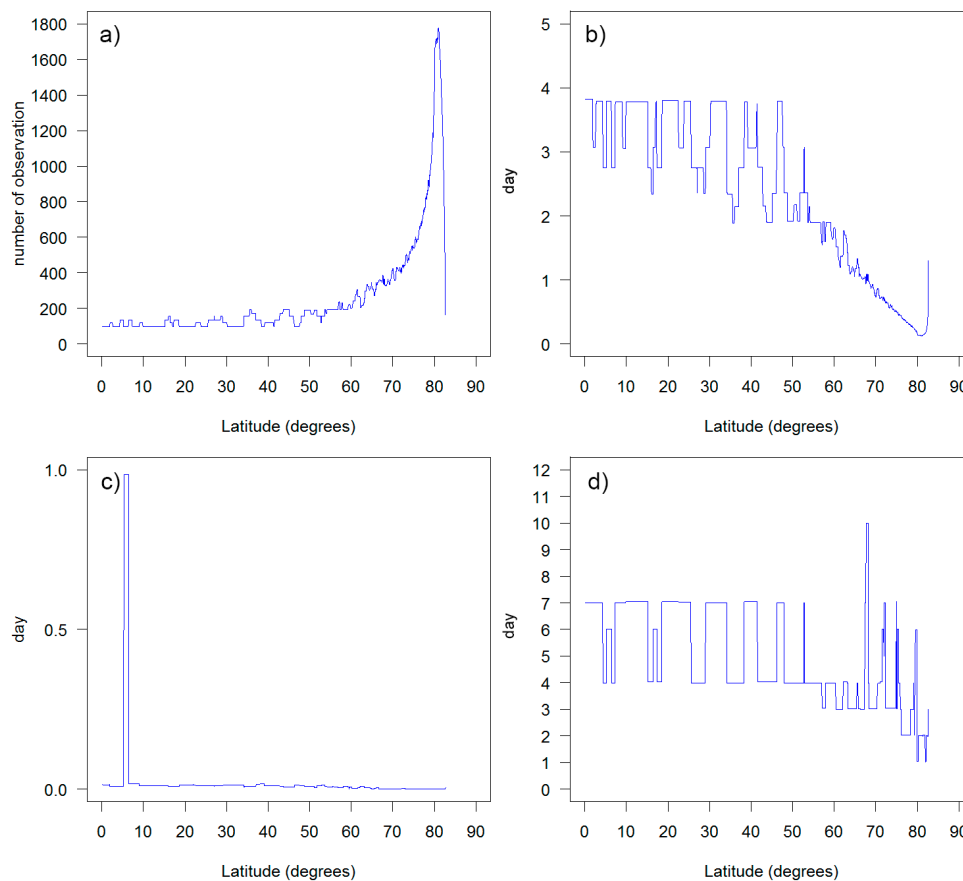 a)
number of observation
1800
1600
1400
1200
1000
800
600
400
200
0
0 10 20 30 40 50 60 70 80 90
Latitude (degrees)
b)
day
5
4
3
2
1
0
0 10 20 30 40 50 60 70 80 90
Latitude (degrees)
c)
day
1.0
0.5
0.0
0 10 20 30 40 50 60 70 80 90
Latitude (degrees)
d)
day
12
11
10
9
8
7
6
5
4
3
2
1
0
0 10 20 30 40 50 60 70 80 90
Latitude (degrees)